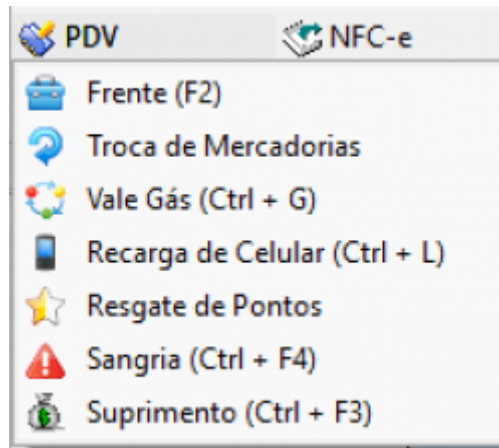 PDV NFC-e
Frente (F2)
Troca de Mercadorias
Vale Gás (Ctrl + G)
Recarga de Celular (Ctrl + L)
Resgate de Pontos
Sangria (Ctrl + F4)
Suprimento (Ctrl + F3)